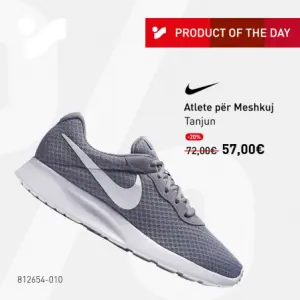 PRODUCT OF THE DAY
Atlete për Meshkuj
Tanjun
-20%
72,00€ 57,00€
812654-010